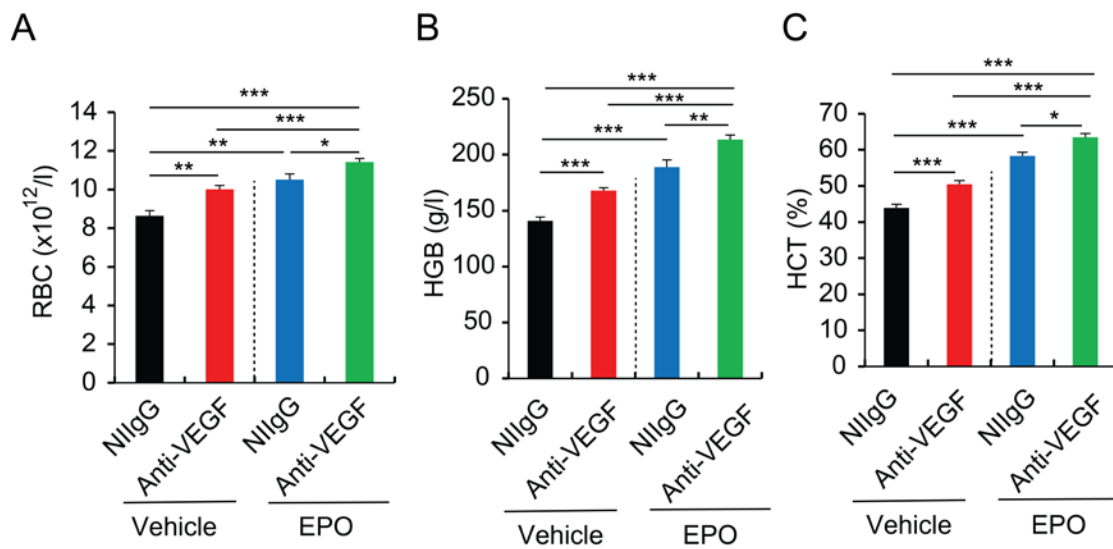 A
RBC (x10¹²/l)
14
12
10
8
6
4
2
0
***
***
**
*
**
NIIgG
Anti-VEGF
NIIgG
Anti-VEGF
Vehicle
EPO
B
HGB (g/l)
250
200
150
100
50
0
***
***
***
**
***
NIIgG
Anti-VEGF
NIIgG
Anti-VEGF
Vehicle
EPO
C
HCT (%)
70
60
50
40
30
20
10
0
***
***
***
*
***
NIIgG
Anti-VEGF
NIIgG
Anti-VEGF
Vehicle
EPO